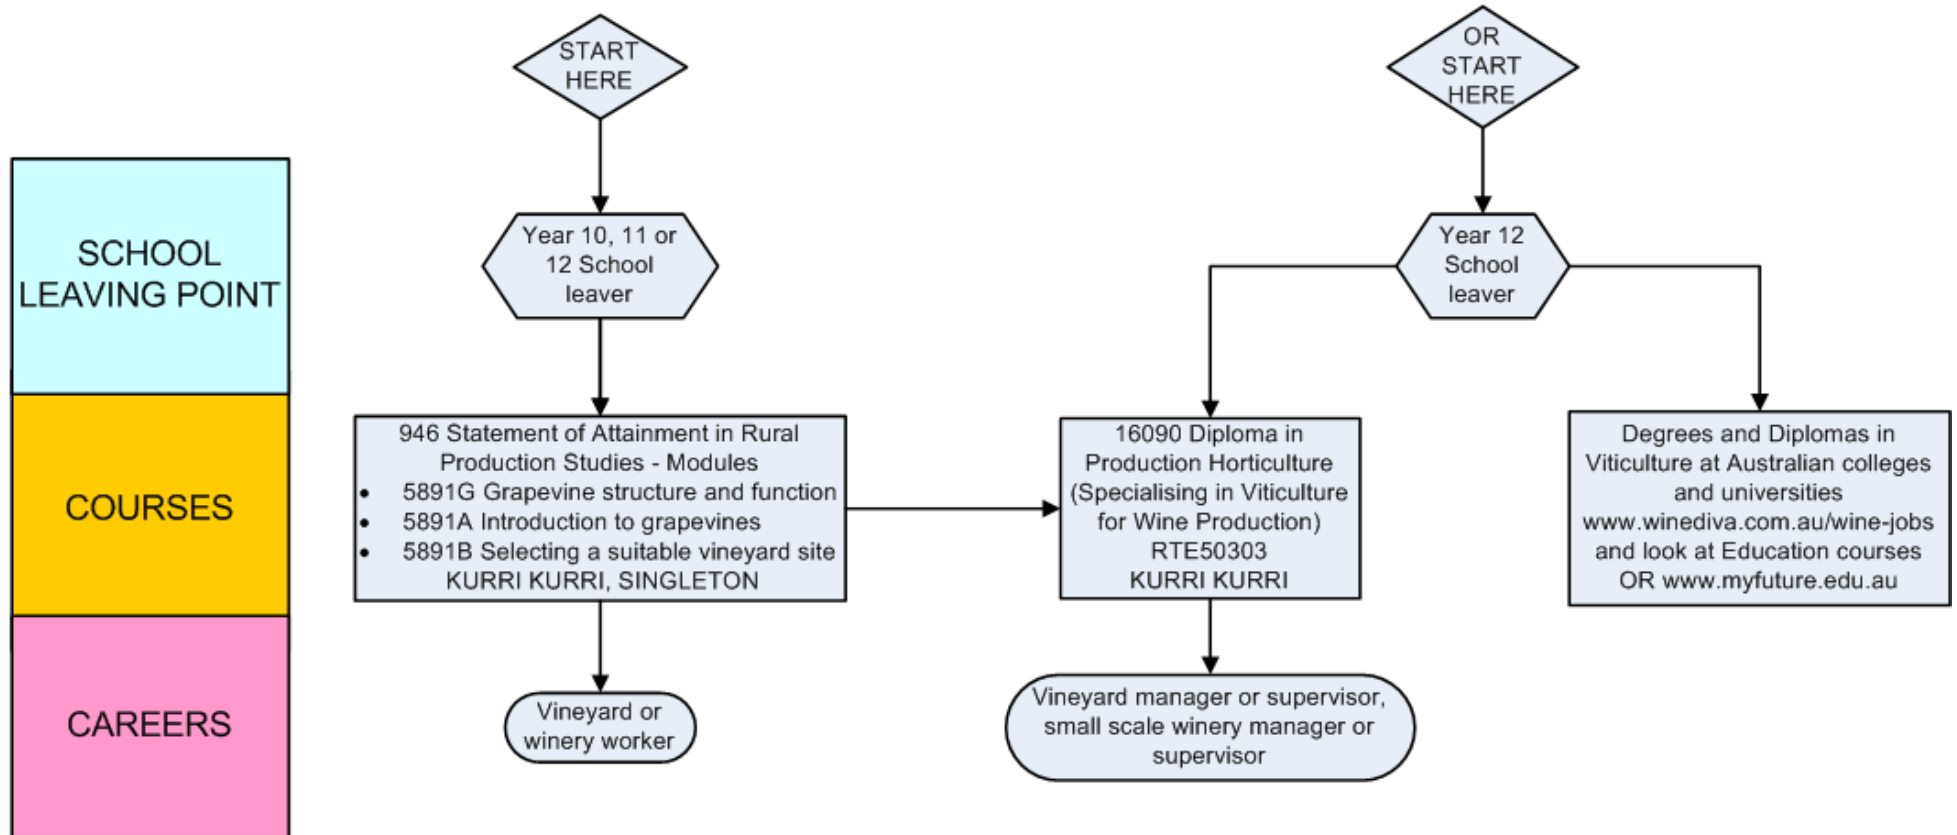 START
HERE
OR
START
HERE
SCHOOL
LEAVING POINT
Year 10, 11 or
12 School
leaver
Year 12
School
leaver
COURSES
946 Statement of Attainment in Rural
Production Studies - Modules
• 5891G Grapevine structure and function
• 5891A Introduction to grapevines
• 5891B Selecting a suitable vineyard site
KURRI KURRI, SINGLETON
16090 Diploma in
Production Horticulture
(Specialising in Viticulture
for Wine Production)
RTE50303
KURRI KURRI
Degrees and Diplomas in
Viticulture at Australian colleges
and universities
www.winediva.com.au/wine-jobs
and look at Education courses
OR www.myfuture.edu.au
CAREERS
Vineyard or
winery worker
Vineyard manager or supervisor,
small scale winery manager or
supervisor